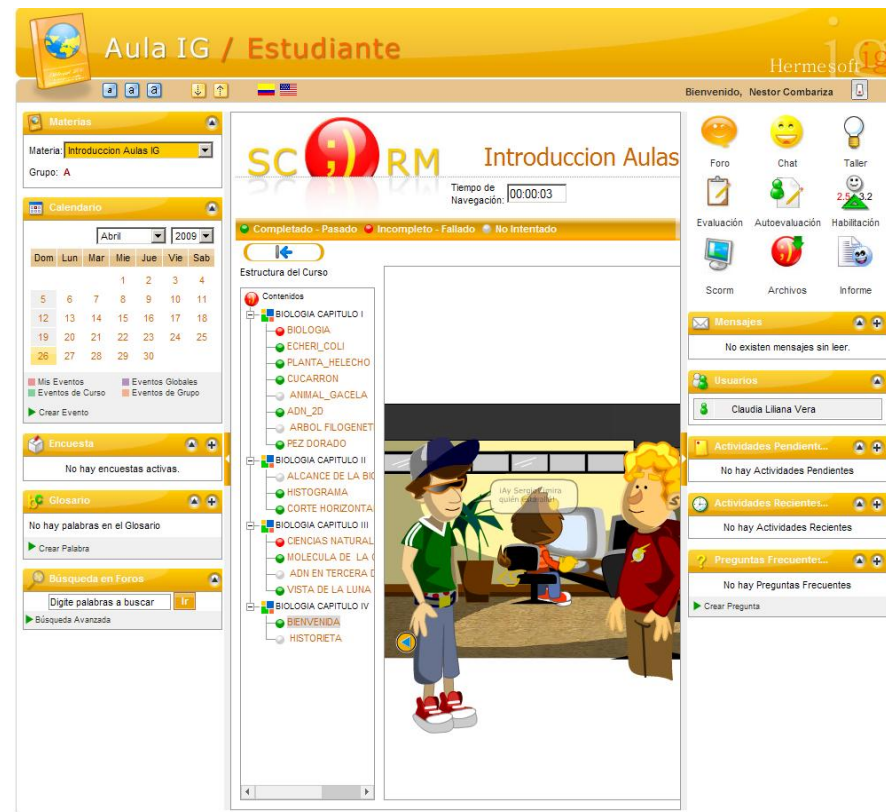 Aula IG / Estudiante
Hermesoft
Bienvenido, Nestor Combariza
Materias
Materia: Introduccion Aulas IG
Grupo: A
Calendario
Abril 2009
Dom Lun Mar Mie Jue Vie Sab
1 2 3 4
5 6 7 8 9 10 11
12 13 14 15 16 17 18
19 20 21 22 23 24 25
26 27 28 29 30
Mis Eventos Eventos Globales
Eventos de Curso Eventos de Grupo
Crear Evento
Encuesta
No hay encuestas activas.
Glosario
No hay palabras en el Glosario
Crear Palabra
Búsqueda en Foros
Digite palabras a buscar Ir
Búsqueda Avanzada
SC RM Introduccion Aulas
Tiempo de
Navegación: 00:00:03
Completado - Pasado Incompleto - Fallado No Intentado
Estructura del Curso
Contenidos
BIOLOGIA CAPITULO I
BIOLOGIA
ECHERI_COLI
PLANTA_HELECHO
CUCARRON
ANIMAL_GACELA
ADN_2D
ARBOL FILOGENET
PEZ DORADO
BIOLOGIA CAPITULO II
ALCANCE DE LA BIO
HISTOGRAMA
CORTE HORIZONTA
BIOLOGIA CAPITULO III
CIENCIAS NATURAL
MOLECULA DE LA
ADN EN TERCERA D
VISTA DE LA LUNA
BIOLOGIA CAPITULO IV
BIENVENIDA
HISTORIETA
¡Ay Sergio, mira
Foro Chat Taller
2.5 3.2
Evaluación Autoevaluación Habilitación
Scorm Archivos Informe
Mensajes
No existen mensajes sin leer.
Usuarios
Claudia Liliana Vera
Actividades Pendient...
No hay Actividades Pendientes
Actividades Recientes...
No hay Actividades Recientes
Preguntas Frecuentes...
No hay Preguntas Frecuentes
Crear Pregunta